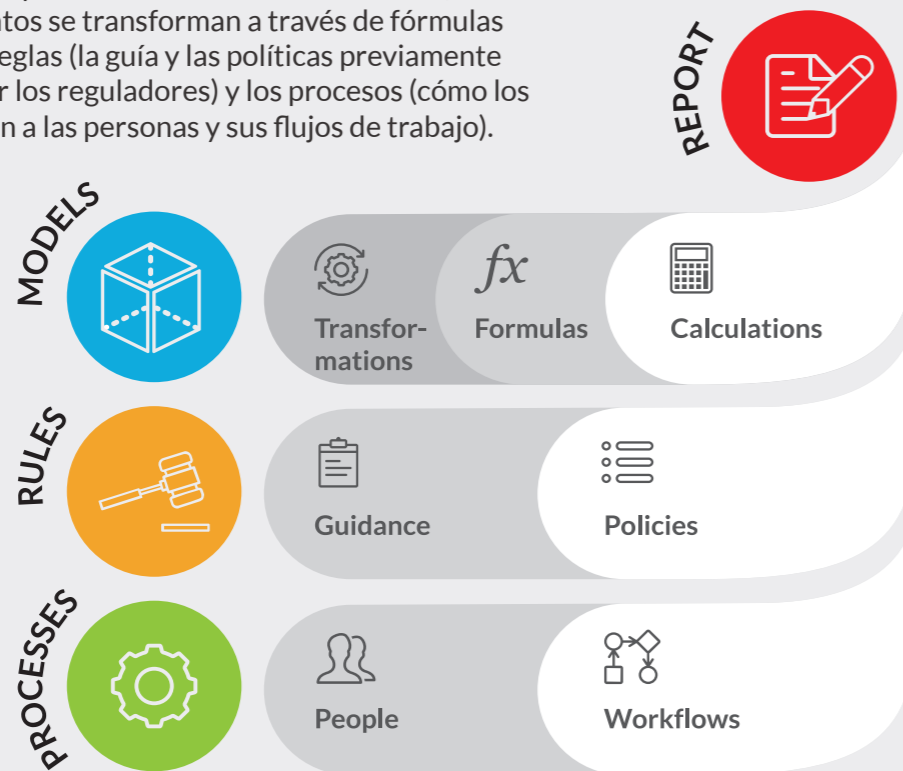 ntos se transforman a través de fórmulas
eglas (la guía y las políticas previamente
r los reguladores) y los procesos (cómo los
n a las personas y sus flujos de trabajo).
REPORT
MODELS
Transfor-
mations
fx
Formulas
Calculations
RULES
Guidance
Policies
PROCESSES
People
Workflows